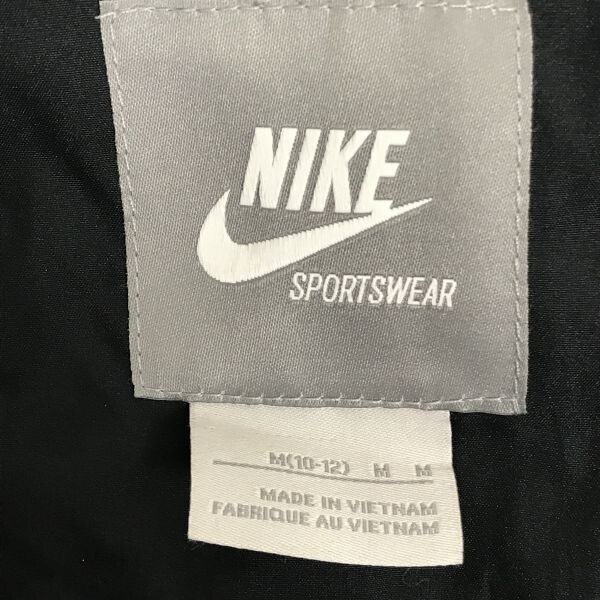 NIKE
SPORTSWEAR
M(10-12) M M
MADE IN VIETNAM
FABRIQUE AU VIETNAM